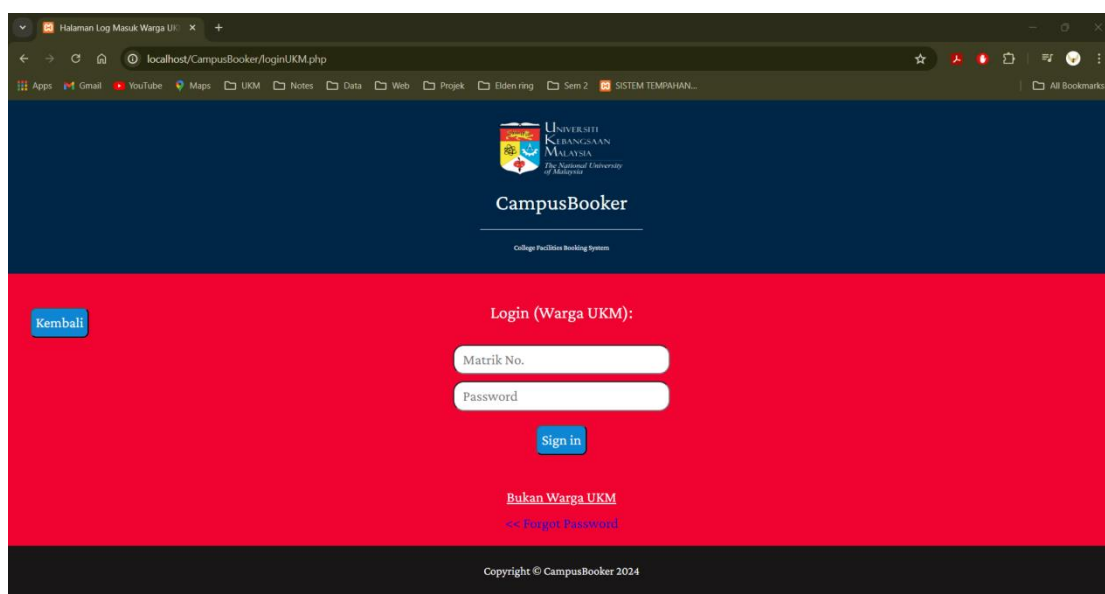 Halaman Log Masuk Warga UK
localhost/CampusBooker/loginUKM.php
Apps Gmail YouTube Maps UKM Notes Data Web Projek Elden ring Sem 2 SISTEM TEMPAHAN... All Bookmarks
UNIVERSITI
KEBANGSAAN
MALAYSIA
The National University
of Malaysia
CampusBooker
College Facilities Booking System
Kembali
Login (Warga UKM):
Matrik No.
Password
Sign in
Bukan Warga UKM
<< Forgot Password
Copyright © CampusBooker 2024